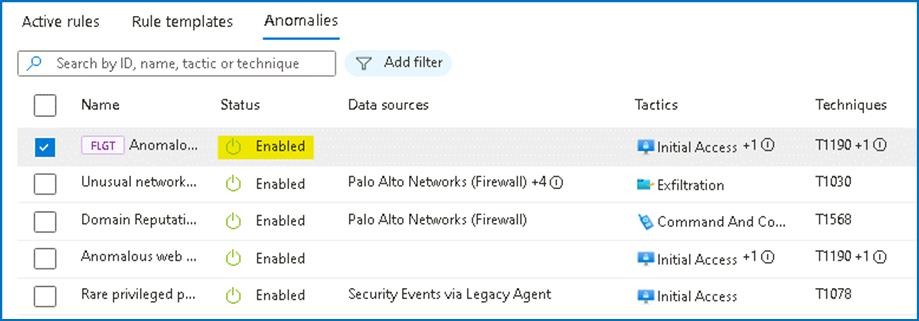 Active rules Rule templates Anomalies
Search by ID, name, tactic or technique Add filter
Name Status Data sources Tactics Techniques
FLGT Anomalo... Enabled Initial Access +1 T1190 +1
Unusual network... Enabled Palo Alto Networks (Firewall) +4 Exfiltration T1030
Domain Reputati... Enabled Palo Alto Networks (Firewall) Command And Co... T1568
Anomalous web ... Enabled Initial Access +1 T1190 +1
Rare privileged p... Enabled Security Events via Legacy Agent Initial Access T1078